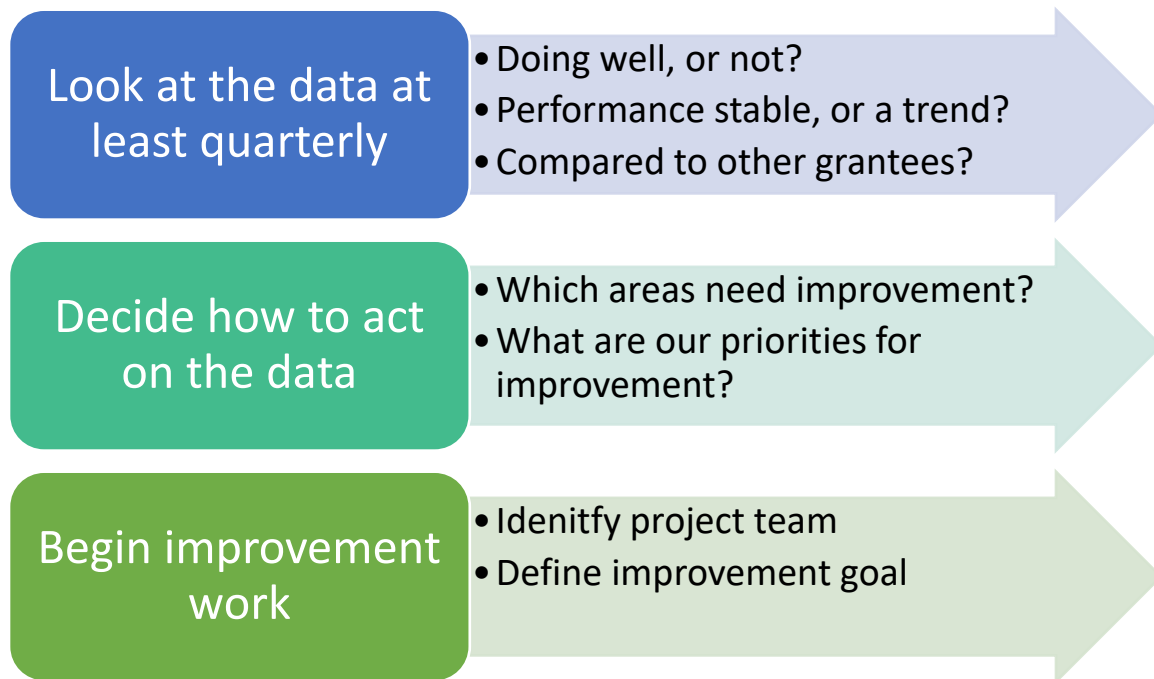 Look at the data at
least quarterly
• Doing well, or not?
• Performance stable, or a trend?
• Compared to other grantees?
Decide how to act
on the data
• Which areas need improvement?
• What are our priorities for
improvement?
Begin improvement
work
• Idenitfy project team
• Define improvement goal